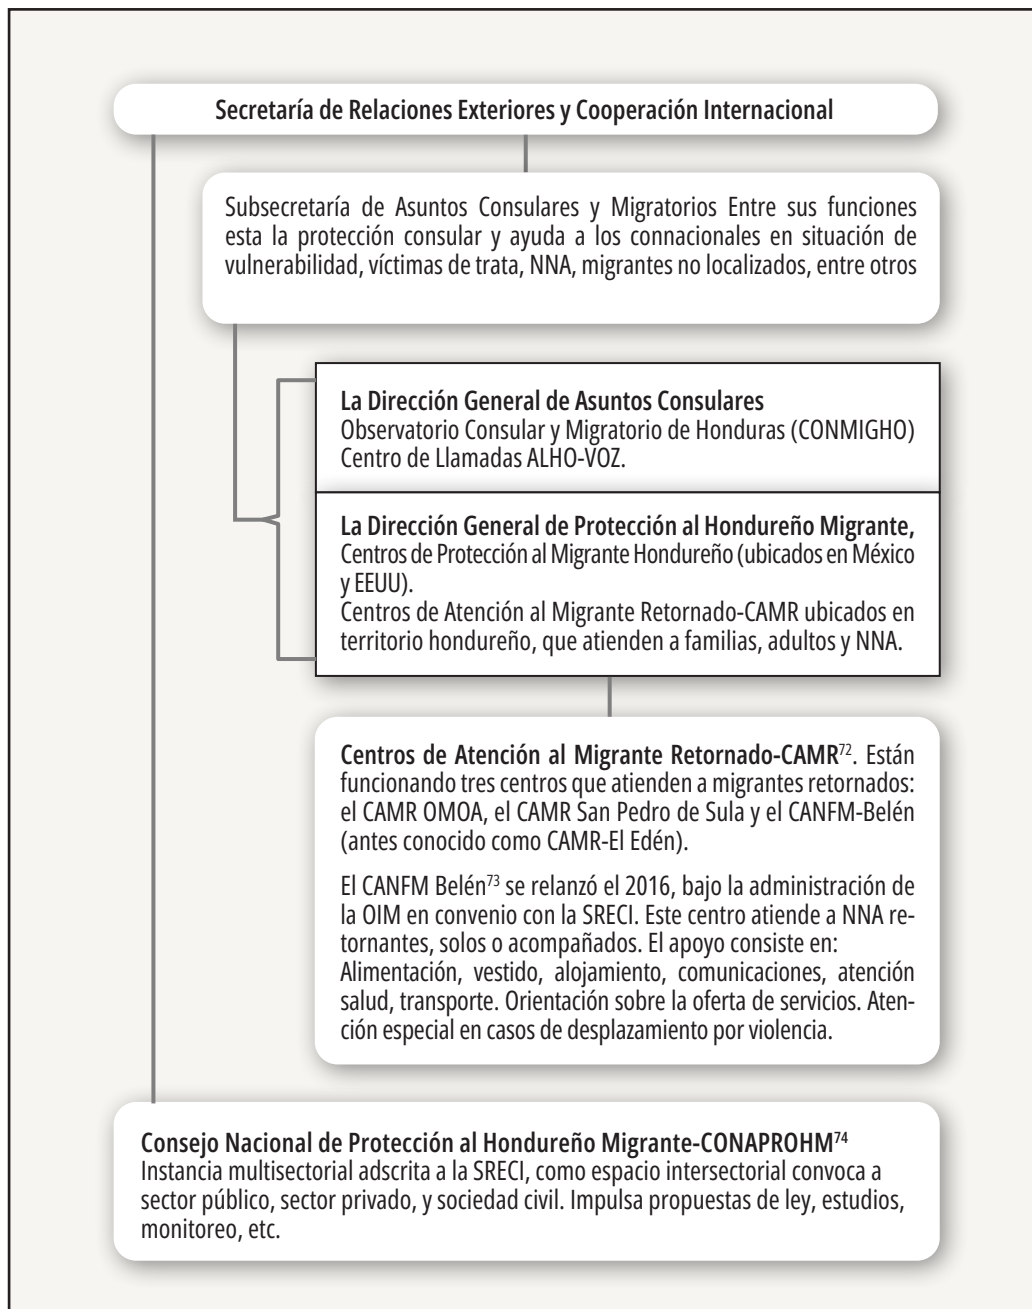 Secretaría de Relaciones Exteriores y Cooperación Internacional
Subsecretaría de Asuntos Consulares y Migratorios Entre sus funciones
esta la protección consular y ayuda a los connacionales en situación de
vulnerabilidad, víctimas de trata, NNA, migrantes no localizados, entre otros
La Dirección General de Asuntos Consulares
Observatorio Consular y Migratorio de Honduras (CONMIGHO)
Centro de Llamadas ALHO-VOZ.
La Dirección General de Protección al Hondureño Migrante,
Centros de Protección al Migrante Hondureño (ubicados en México
y EEUU).
Centros de Atención al Migrante Retornado-CAMR ubicados en
territorio hondureño, que atienden a familias, adultos y NNA.
Centros de Atención al Migrante Retornado-CAMR72. Están
funcionando tres centros que atienden a migrantes retornados:
el CAMR OMOA, el CAMR San Pedro de Sula y el CANFM-Belén
(antes conocido como CAMR-El Edén).
El CANFM Belén73 se relanzó el 2016, bajo la administración de
la OIM en convenio con la SRECI. Este centro atiende a NNA re-
tornantes, solos o acompañados. El apoyo consiste en:
Alimentación, vestido, alojamiento, comunicaciones, atención
salud, transporte. Orientación sobre la oferta de servicios. Aten-
ción especial en casos de desplazamiento por violencia.
Consejo Nacional de Protección al Hondureño Migrante-CONAPROHM74
Instancia multisectorial adscrita a la SRECI, como espacio intersectorial convoca a
sector público, sector privado, y sociedad civil. Impulsa propuestas de ley, estudios,
monitoreo, etc.